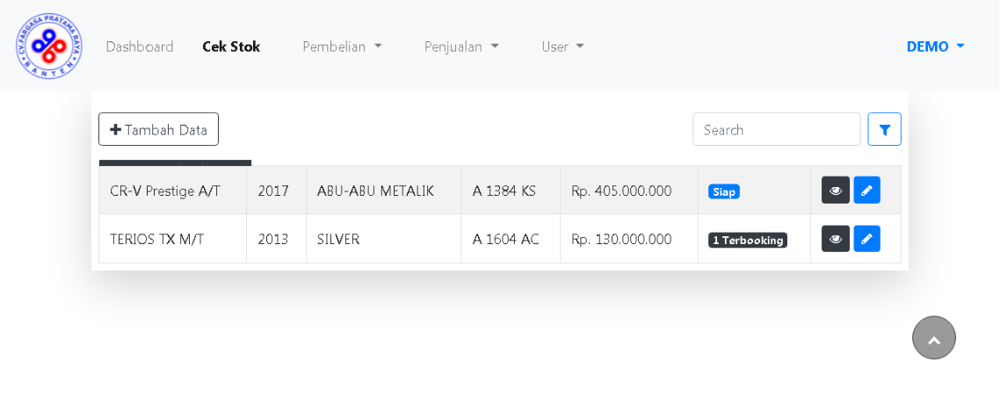 CV.FARGASA PRATAMA RAYA
BANTEN
Dashboard Cek Stok Pembelian Penjualan User DEMO
Tambah Data Search
CR-V Prestige A/T 2017 ABU-ABU METALIK A 1384 KS Rp. 405.000.000 Siap
TERIOS TX M/T 2013 SILVER A 1604 AC Rp. 130.000.000 1 Terbooking